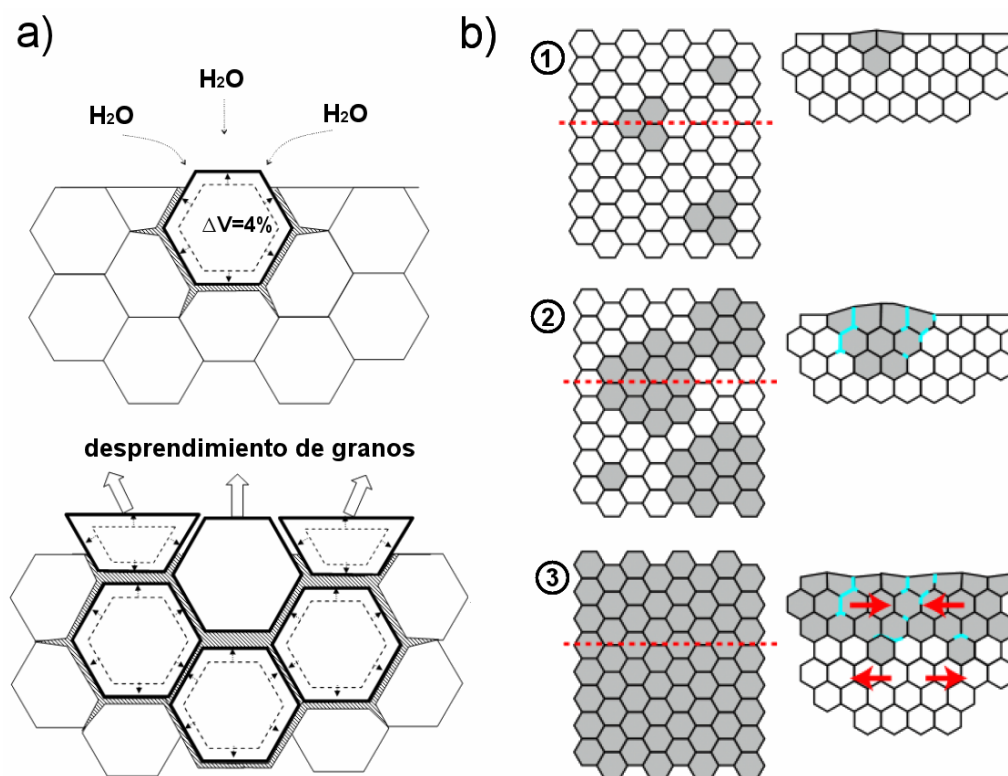 a)
H₂O
H₂O
H₂O
ΔV=4%
desprendimiento de granos
b)
1
2
3